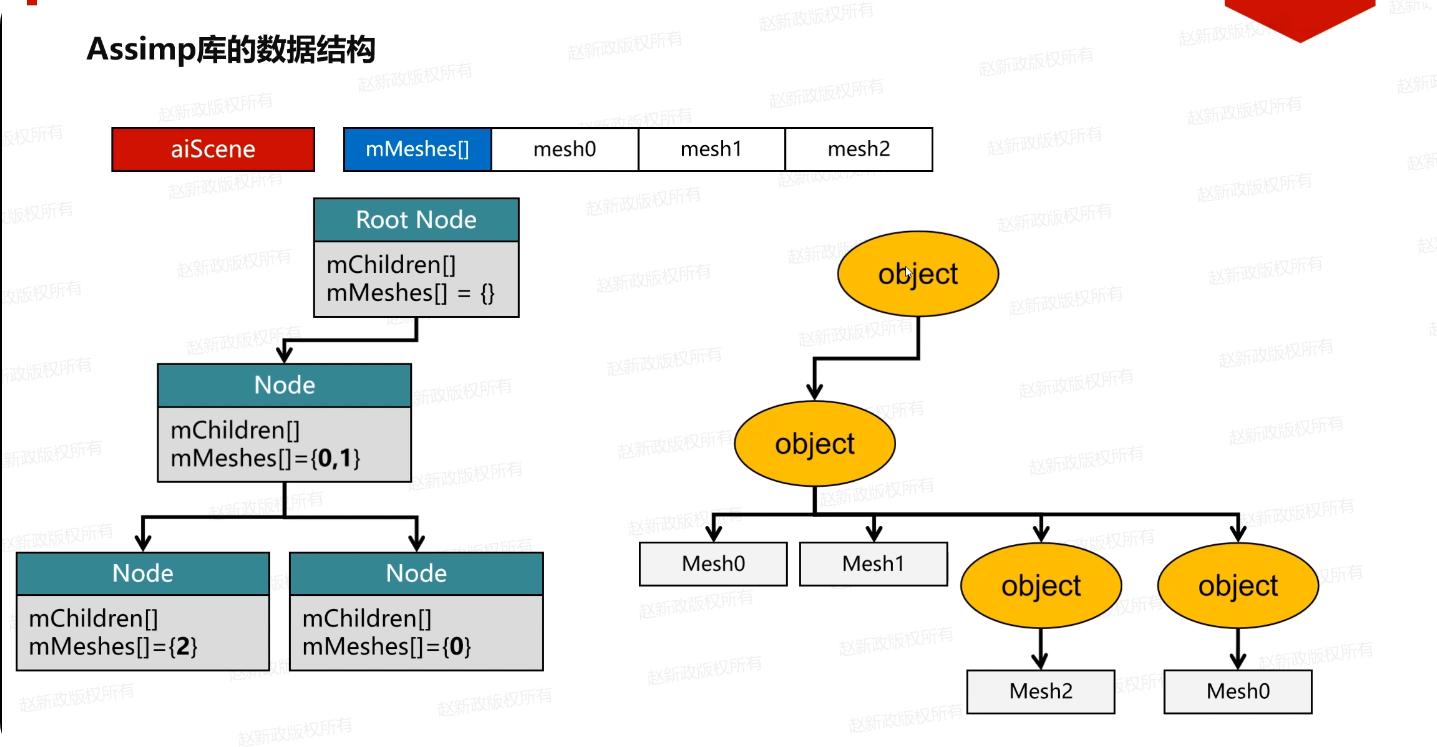 Assimp库的数据结构
aiScene
mMeshes[] mesh0 mesh1 mesh2
Root Node
mChildren[]
mMeshes[] = {}
Node
mChildren[]
mMeshes[]={0,1}
Node
mChildren[]
mMeshes[]={2}
Node
mChildren[]
mMeshes[]={0}
object
object
Mesh0
Mesh1
object
object
Mesh2
Mesh0
赵新政版权所有